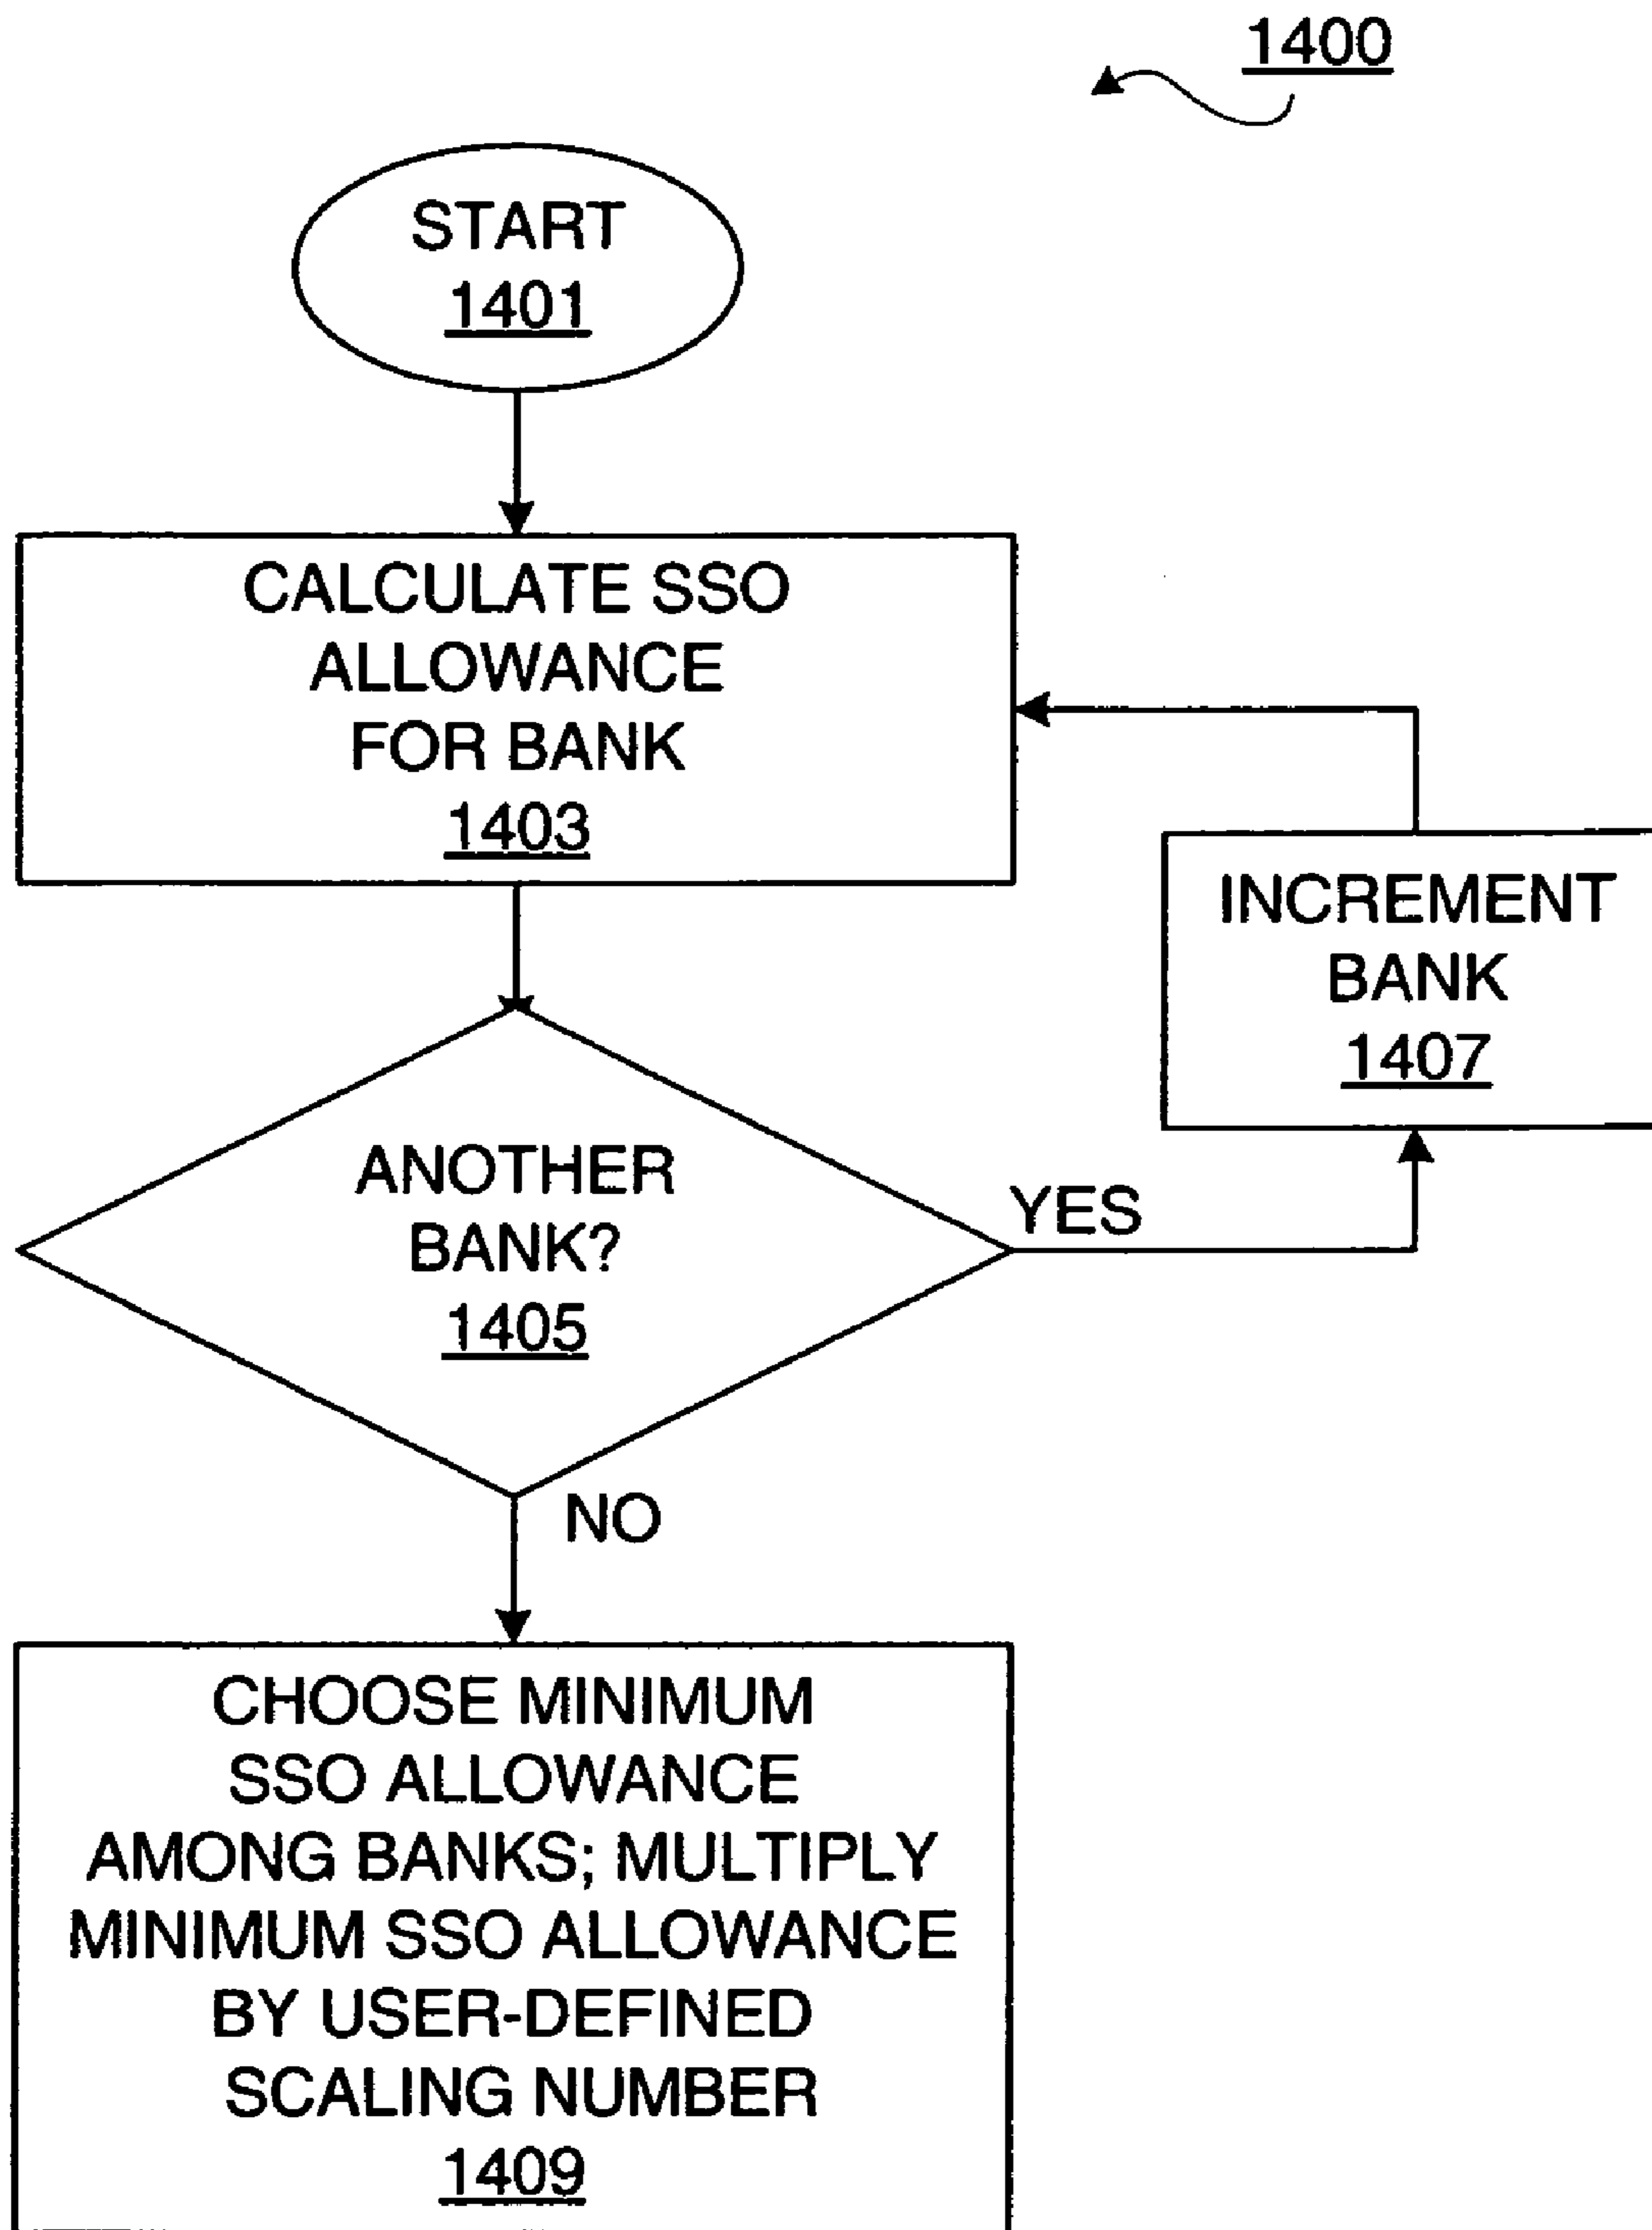 1400
START
1401
CALCULATE SSO
ALLOWANCE
FOR BANK
1403
INCREMENT
BANK
1407
ANOTHER
BANK?
1405
YES
NO
CHOOSE MINIMUM
SSO ALLOWANCE
AMONG BANKS; MULTIPLY
MINIMUM SSO ALLOWANCE
BY USER-DEFINED
SCALING NUMBER
1409